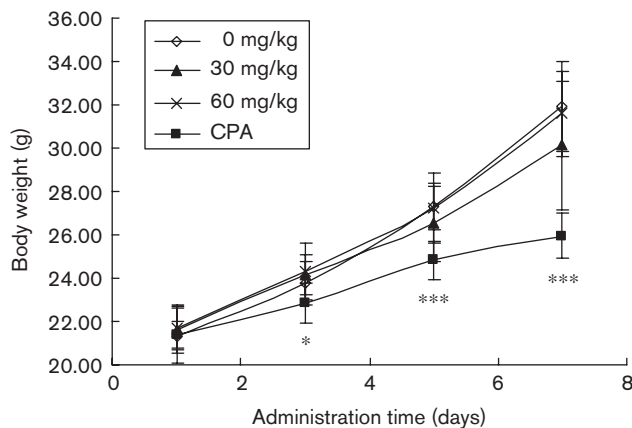 36.00
34.00
32.00
30.00
28.00
26.00
24.00
22.00
20.00
Body weight (g)
0 mg/kg
30 mg/kg
60 mg/kg
CPA
*
***
***
0 2 4 6 8
Administration time (days)